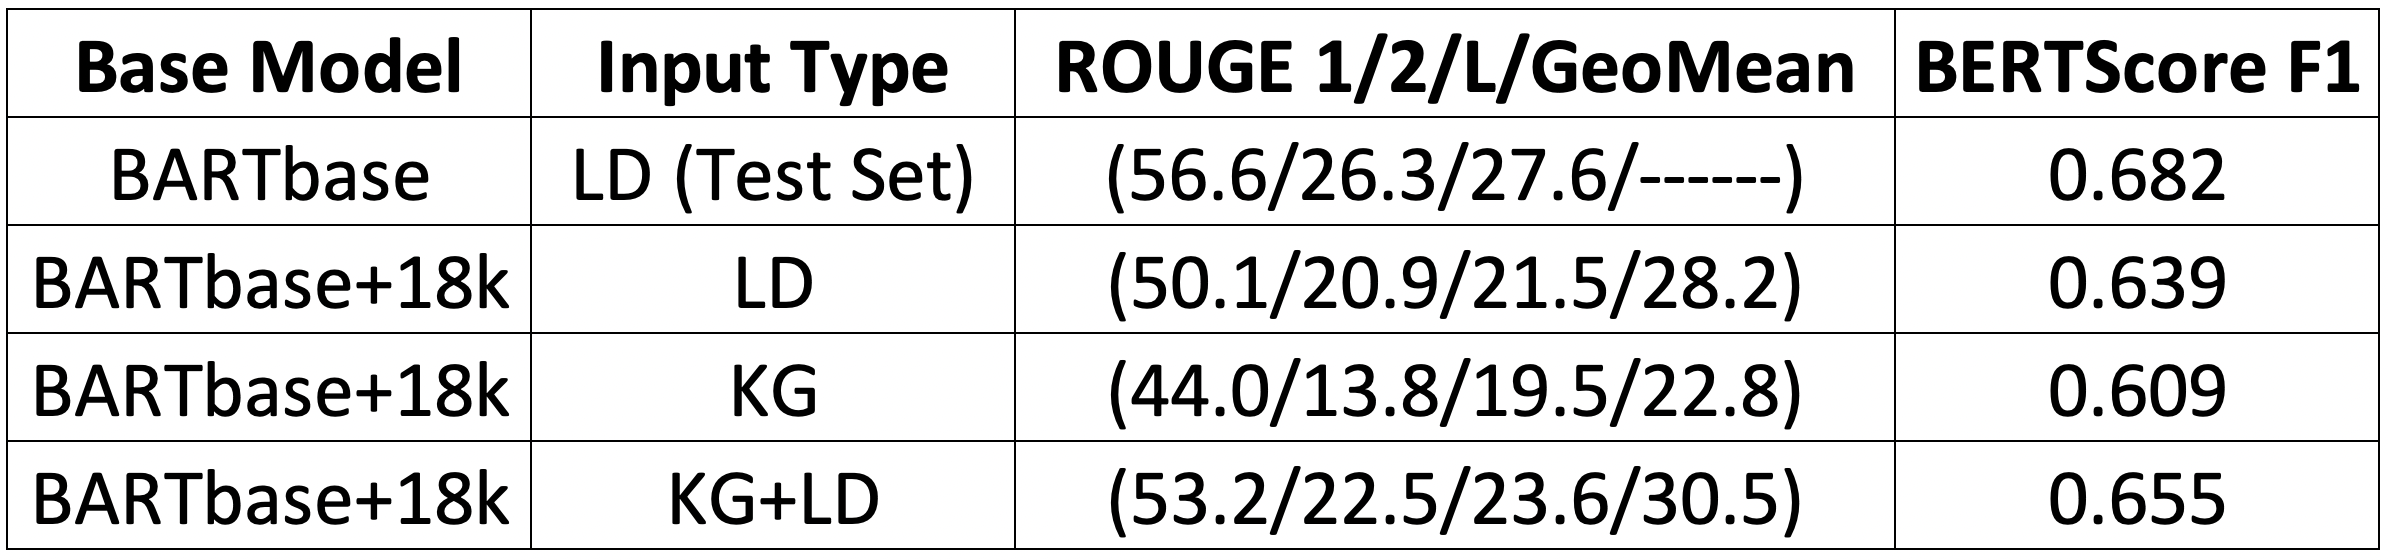 Base Model Input Type ROUGE 1/2/L/GeoMean BERTScore F1
BARTbase LD (Test Set) (56.6/26.3/27.6/------) 0.682
BARTbase+18k LD (50.1/20.9/21.5/28.2) 0.639
BARTbase+18k KG (44.0/13.8/19.5/22.8) 0.609
BARTbase+18k KG+LD (53.2/22.5/23.6/30.5) 0.655